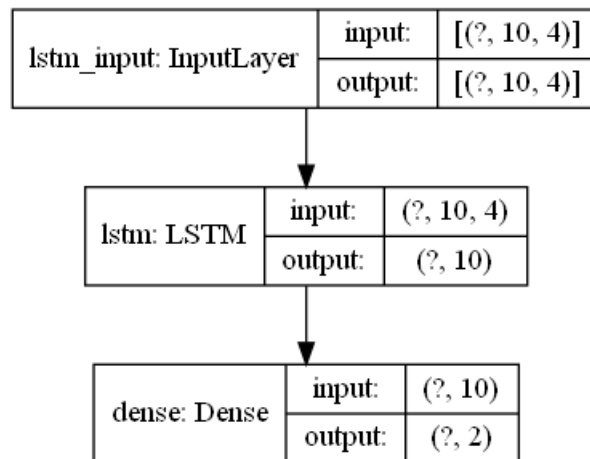 lstm_input: InputLayer
input:
[(?, 10, 4)]
output:
[(?, 10, 4)]
lstm: LSTM
input:
(?, 10, 4)
output:
(?, 10)
dense: Dense
input:
(?, 10)
output:
(?, 2)